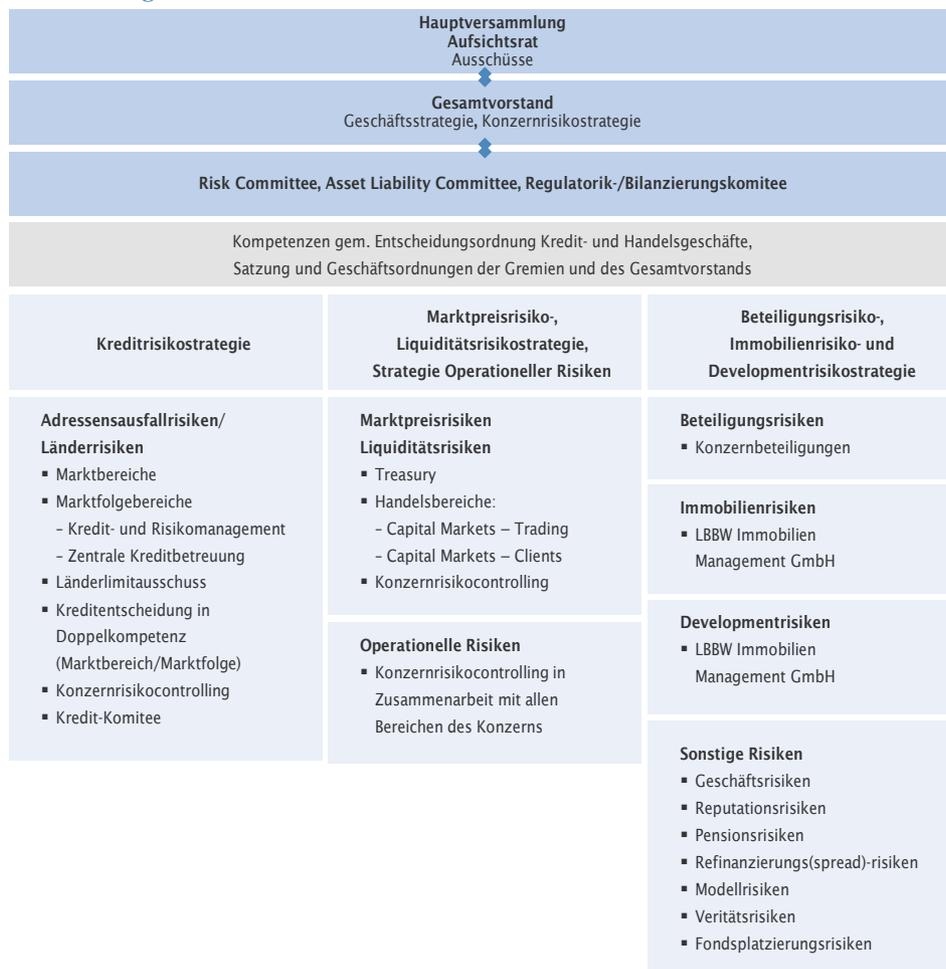 Hauptversammlung
Aufsichtsrat
Ausschüsse
Gesamtvorstand
Geschäftsstrategie, Konzernrisikostrategie
Risk Committee, Asset Liability Committee, Regulatorik-/Bilanzierungskomitee
Kompetenzen gem. Entscheidungsordnung Kredit- und Handelsgeschäfte,
Satzung und Geschäftsordnungen der Gremien und des Gesamtvorstands
Kreditrisikostrategie
Adressenausfallrisiken/
Länderrisiken
▪ Marktbereiche
▪ Marktfolgebereiche
– Kredit- und Risikomanagement
– Zentrale Kreditbetreuung
▪ Länderlimitausschuss
▪ Kreditentscheidung in
Doppelkompetenz
(Marktbereich/Marktfolge)
▪ Konzernrisikocontrolling
▪ Kredit-Komitee
Marktpreisrisiko-,
Liquiditätsrisikostrategie,
Strategie Operationeller Risiken
Marktpreisrisiken
Liquiditätsrisiken
▪ Treasury
▪ Handelsbereiche:
– Capital Markets – Trading
– Capital Markets – Clients
▪ Konzernrisikocontrolling
Operationelle Risiken
▪ Konzernrisikocontrolling in
Zusammenarbeit mit allen
Bereichen des Konzerns
Beteiligungsrisiko-,
Immobilienrisiko- und
Developmentrisikostrategie
Beteiligungsrisiken
▪ Konzernbeteiligungen
Immobilienrisiken
▪ LBBW Immobilien
Management GmbH
Developmentrisiken
▪ LBBW Immobilien
Management GmbH
Sonstige Risiken
▪ Geschäftsrisiken
▪ Reputationsrisiken
▪ Pensionsrisiken
▪ Refinanzierungs(spread)-risiken
▪ Modellrisiken
▪ Veritätsrisiken
▪ Fondsplatzierungsrisiken